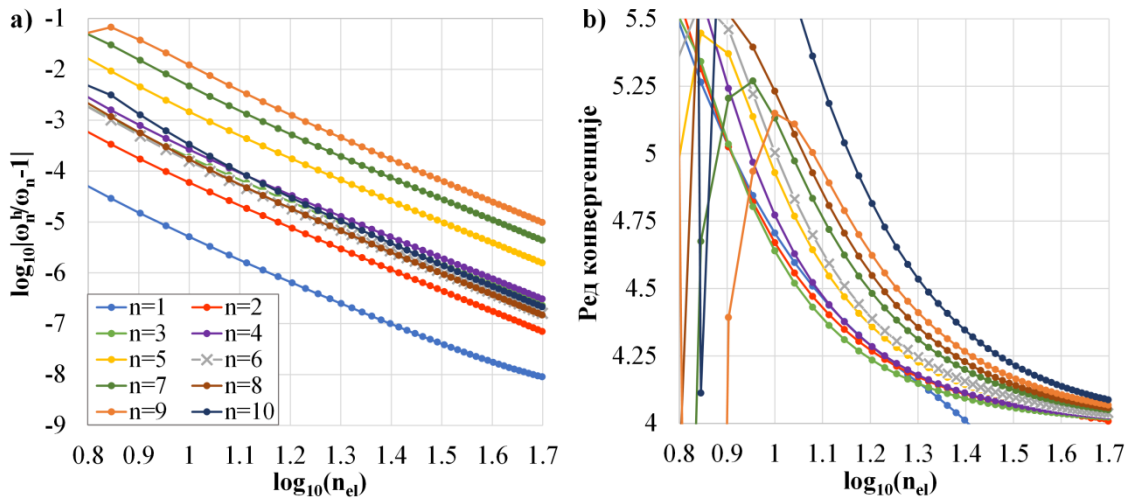 a)
log₁₀|ωₙʰ/ωₙ-1|
-1
-2
-3
-4
-5
-6
-7
-8
-9
n=1 n=2
n=3 n=4
n=5 n=6
n=7 n=8
n=9 n=10
0.8 0.9 1 1.1 1.2 1.3 1.4 1.5 1.6 1.7
log₁₀(nₑₗ)
b)
Ред конвергенције
5.5
5.25
5
4.75
4.5
4.25
4
0.8 0.9 1 1.1 1.2 1.3 1.4 1.5 1.6 1.7
log₁₀(nₑₗ)